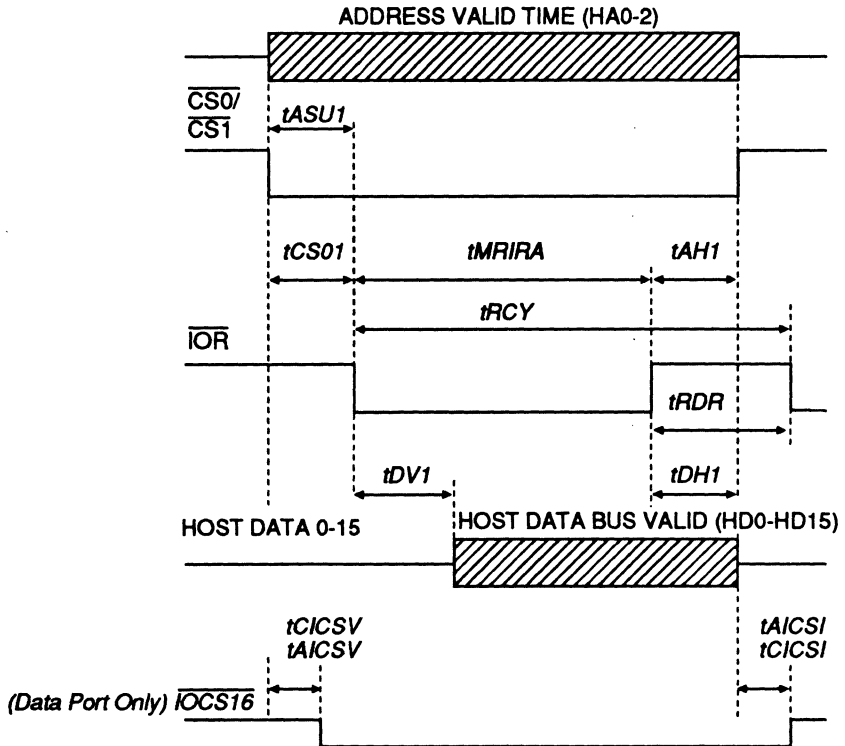 ADDRESS VALID TIME (HA0-2)
CS0/
CS1
tASU1
tCS01 tMRIRA tAH1
tRCY
IOR
tRDR
tDV1 tDH1
HOST DATA 0-15 HOST DATA BUS VALID (HD0-HD15)
tCICSV tAICSI
tAICSV tCICSI
(Data Port Only) IOCS16